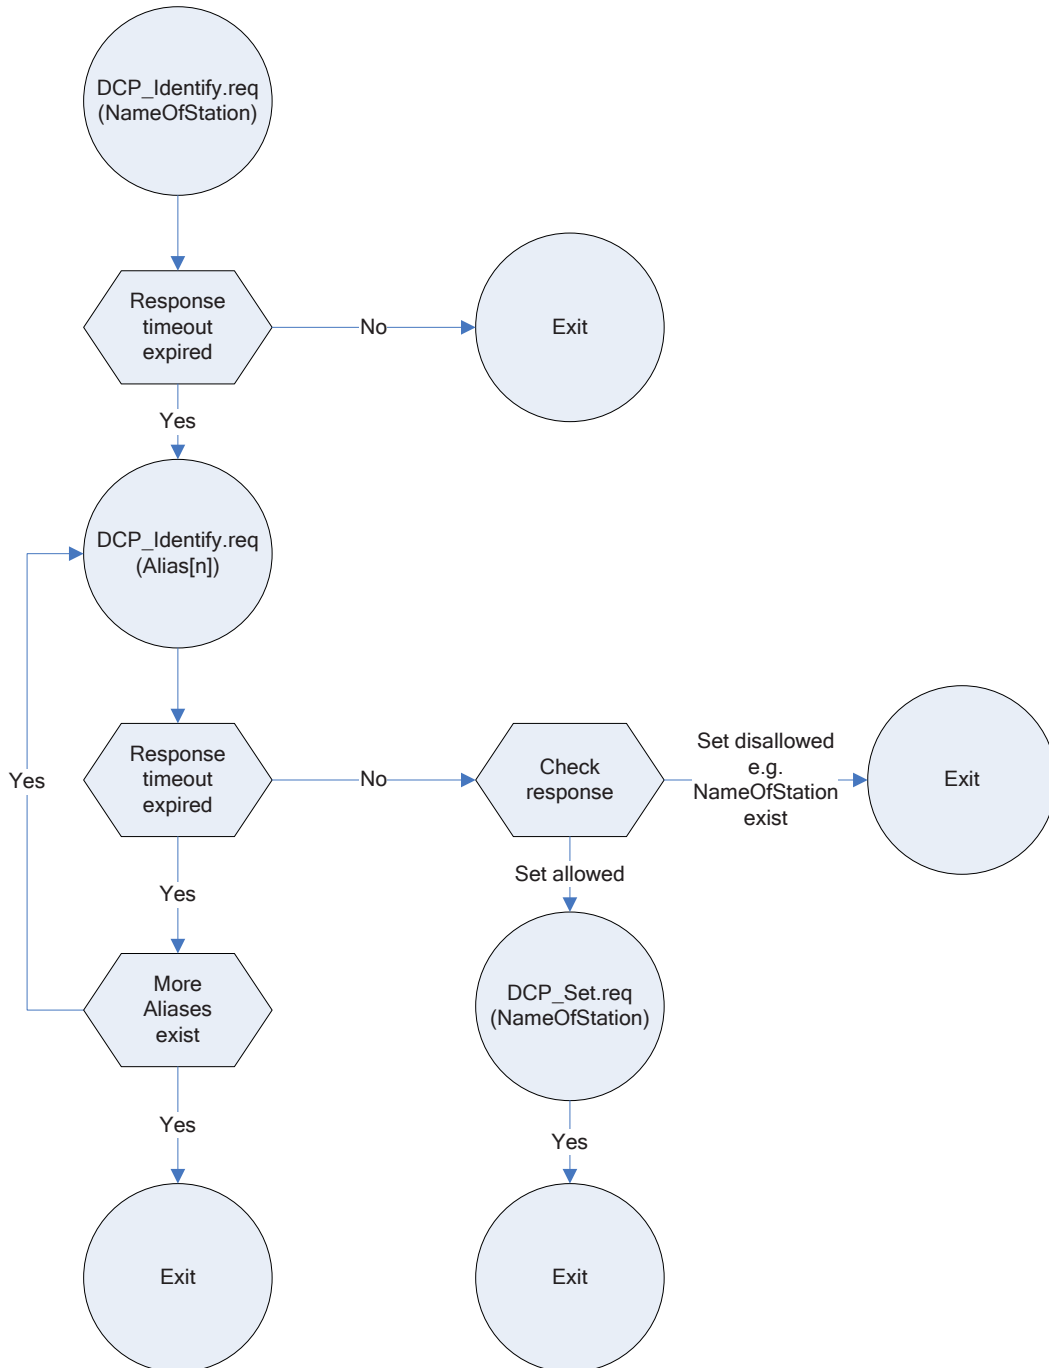 DCP_Identify.req
(NameOfStation)
Response
timeout
expired
No
Exit
Yes
DCP_Identify.req
(Alias[n])
Yes
Response
timeout
expired
No
Check
response
Set disallowed
e.g.
NameOfStation
exist
Exit
Yes
Set allowed
More
Aliases
exist
DCP_Set.req
(NameOfStation)
Yes
Yes
Exit
Exit